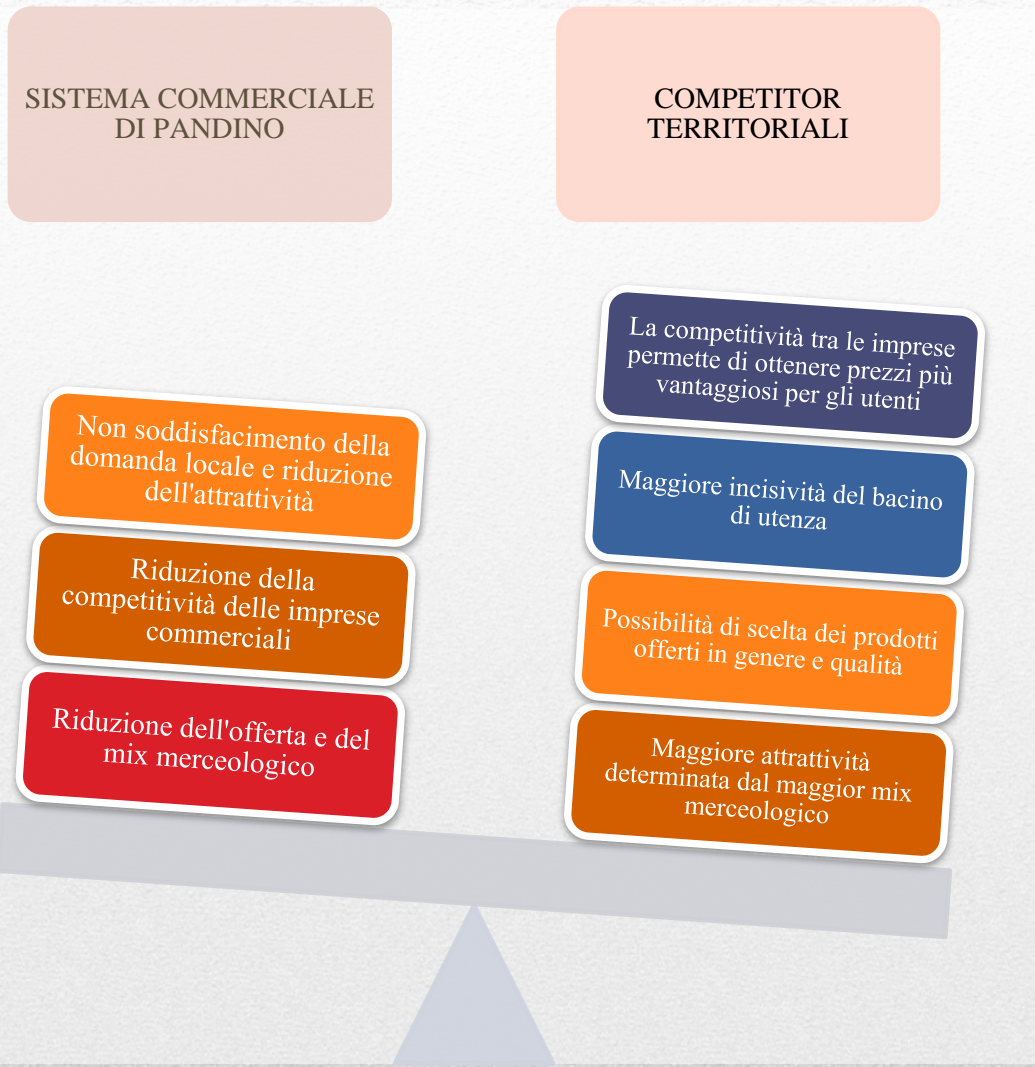 SISTEMA COMMERCIALE
DI PANDINO
COMPETITOR
TERRITORIALI
Non soddisfacimento della
domanda locale e riduzione
dell'attrattività
Riduzione della
competitività delle imprese
commerciali
Riduzione dell'offerta e del
mix merceologico
La competitività tra le imprese
permette di ottenere prezzi più
vantaggiosi per gli utenti
Maggiore incisività del bacino
di utenza
Possibilità di scelta dei prodotti
offerti in genere e qualità
Maggiore attrattività
determinata dal maggior mix
merceologico